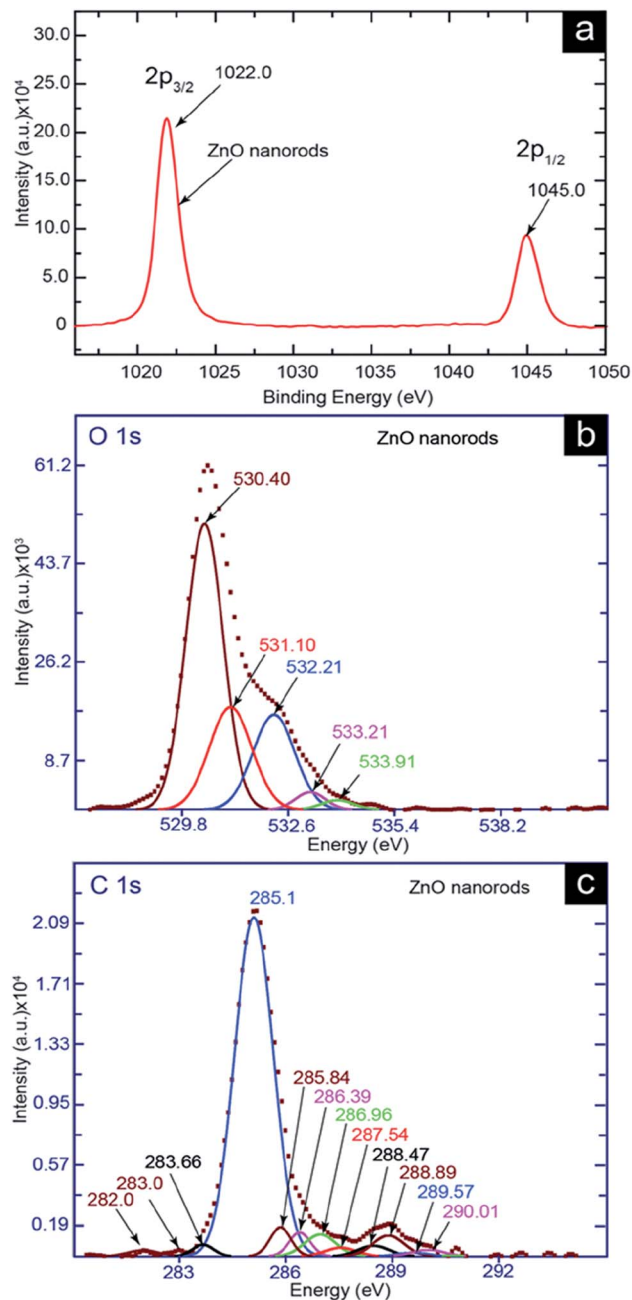 a
30.0
25.0
20.0
15.0
10.0
5.0
0
Intensity (a.u.)x10⁴
2p₃/₂
1022.0
ZnO nanorods
2p₁/₂
1045.0
1020 1025 1030 1035 1040 1045 1050
Binding Energy (eV)
O 1s ZnO nanorods b
61.2
43.7
26.2
8.7
Intensity (a.u.)x10³
530.40
531.10
532.21
533.21
533.91
529.8 532.6 535.4 538.2
Energy (eV)
C 1s ZnO nanorods c
2.09
1.71
1.33
0.95
0.57
0.19
Intensity (a.u.)x10⁴
285.1
285.84
286.39
286.96
287.54
288.47
288.89
289.57
290.01
283.66
283.0
282.0
283 286 289 292
Energy (eV)